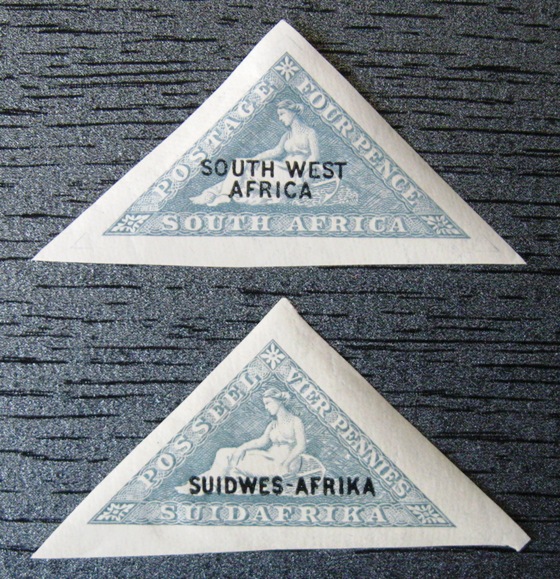 POSTAGE FOUR PENCE
SOUTH WEST
AFRICA
SOUTH AFRICA
POSSEEL VIER PENNIES
SUIDWES-AFRIKA
SUIDAFRIKA